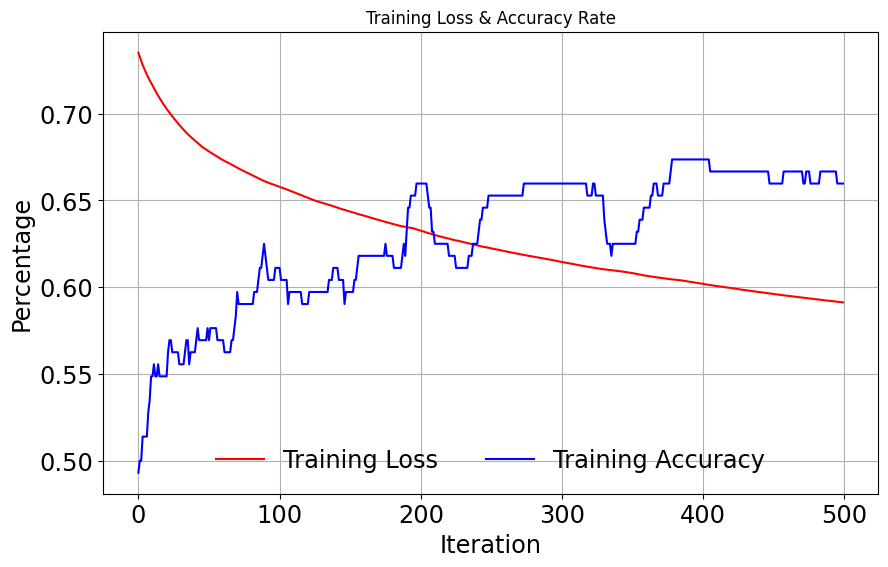 Training Loss & Accuracy Rate
Percentage
0.70
0.65
0.60
0.55
0.50
Training Loss Training Accuracy
0 100 200 300 400 500
Iteration